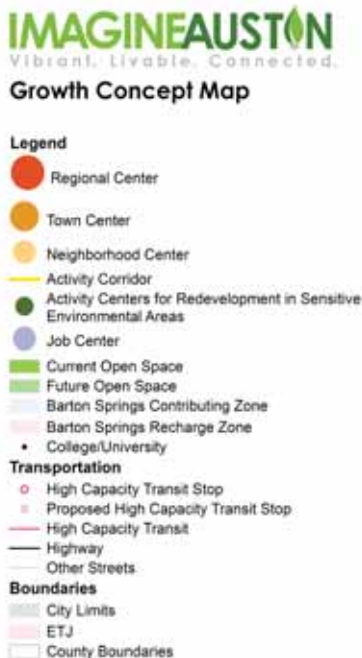 IMAGINEAUSTIN
Vibrant. Livable. Connected.
Growth Concept Map
Legend
Regional Center
Town Center
Neighborhood Center
Activity Corridor
Activity Centers for Redevelopment in Sensitive
Environmental Areas
Job Center
Current Open Space
Future Open Space
Barton Springs Contributing Zone
Barton Springs Recharge Zone
College/University
Transportation
High Capacity Transit Stop
Proposed High Capacity Transit Stop
High Capacity Transit
Highway
Other Streets
Boundaries
City Limits
ETJ
County Boundaries